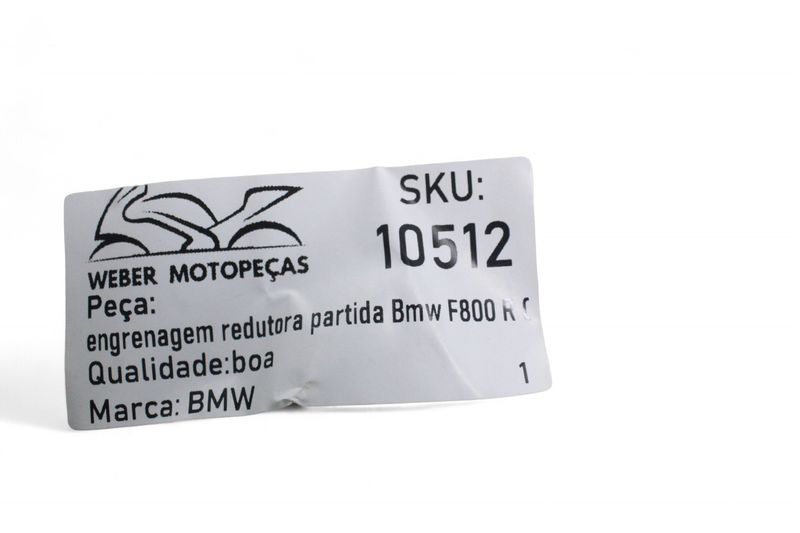 SKU:
10512
WEBER MOTOPEÇAS
Peça:
engrenagem redutora partida Bmw F800 R
Qualidade:boa
1
Marca: BMW